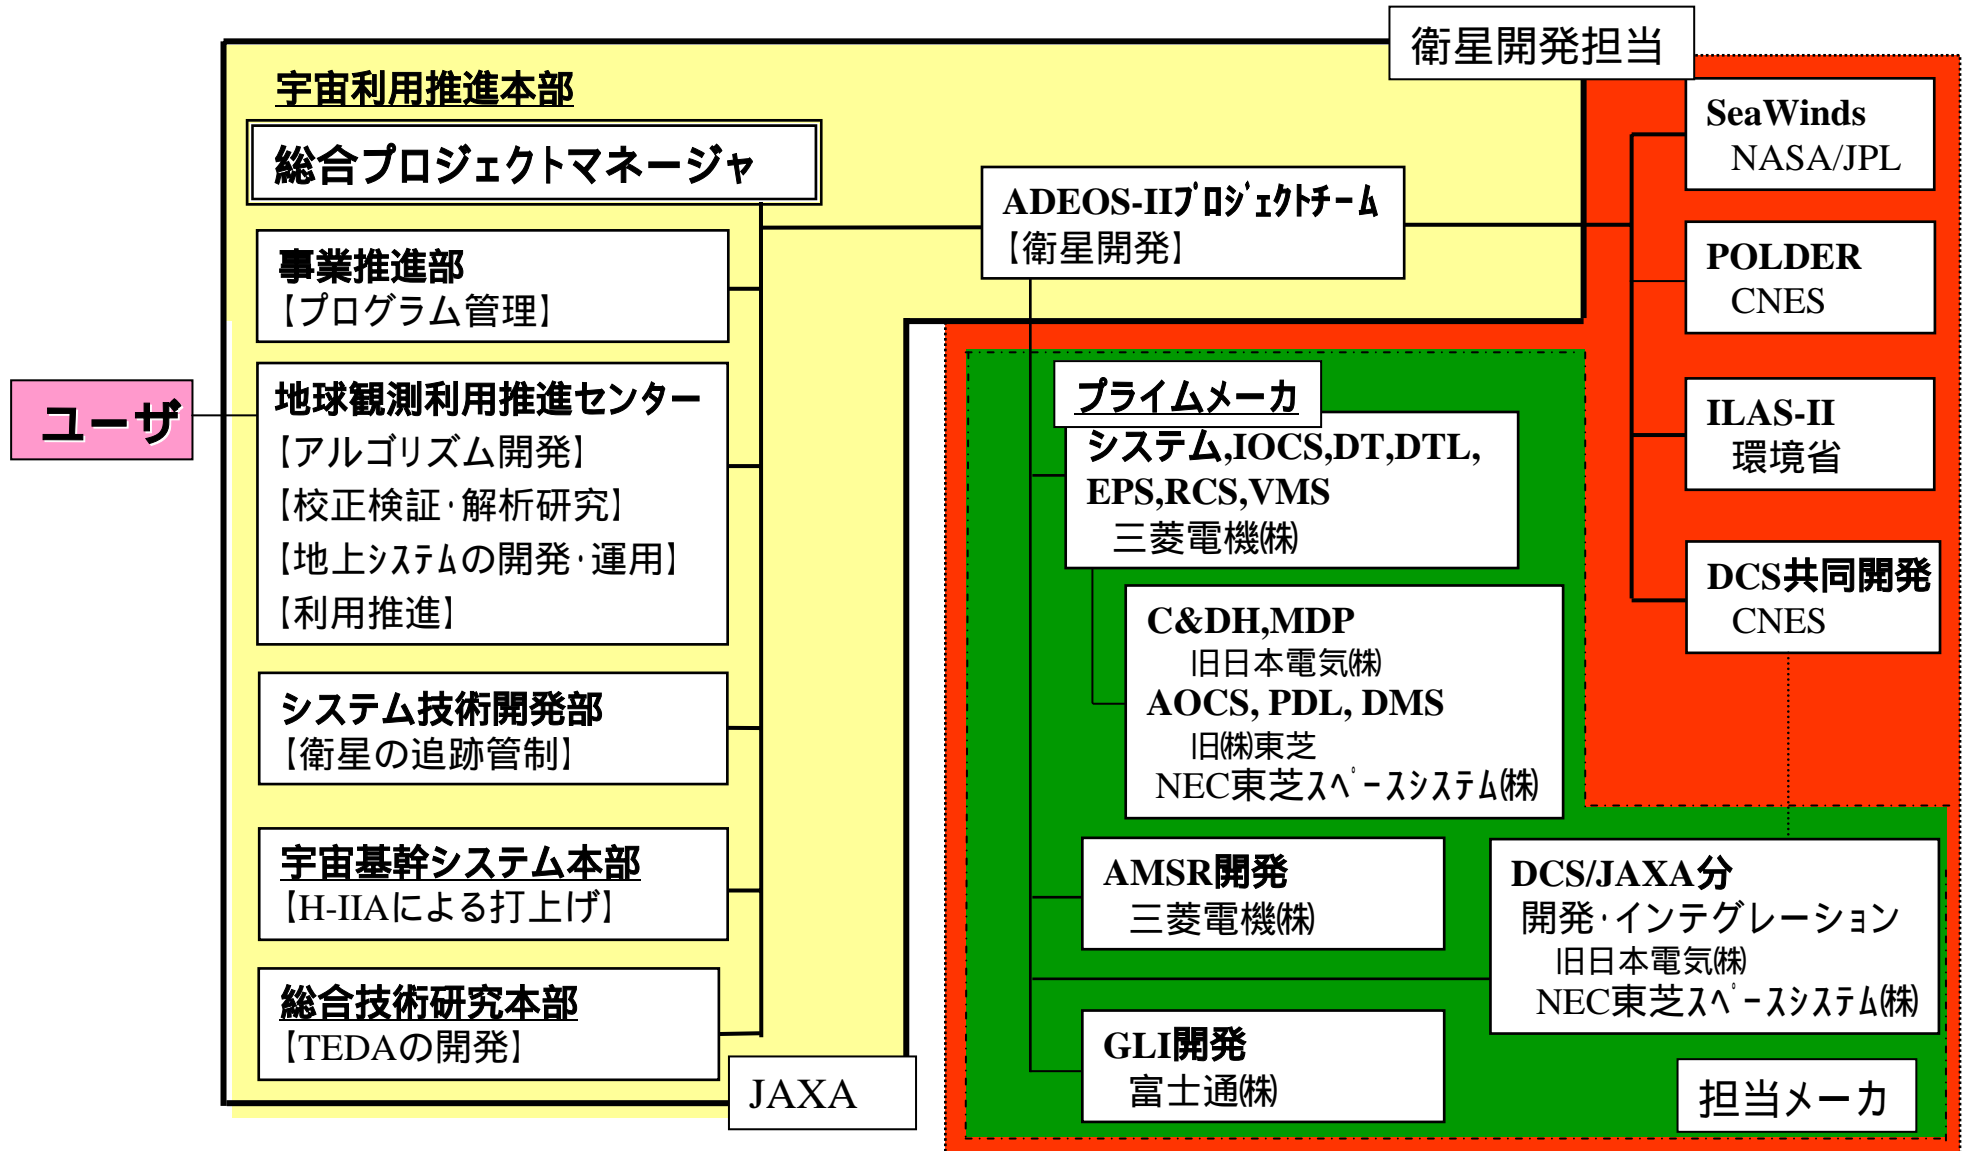 衛星開発担当
宇宙利用推進本部
総合プロジェクトマネージャ
事業推進部
【プログラム管理】
ユーザ
地球観測利用推進センター
【アルゴリズム開発】
【校正検証・解析研究】
【地上ｼｽﾃﾑの開発・運用】
【利用推進】
システム技術開発部
【衛星の追跡管制】
宇宙基幹システム本部
【H-IIAによる打上げ】
総合技術研究本部
【TEDAの開発】
JAXA
ADEOS-IIﾌﾟﾛｼﾞｪｸﾄﾁｰﾑ
【衛星開発】
プライムメーカ
システム,IOCS,DT,DTL,
EPS,RCS,VMS
三菱電機㈱
C&DH,MDP
旧日本電気㈱
AOCS, PDL, DMS
旧㈱東芝
NEC東芝ｽﾍﾟｰｽｼｽﾃﾑ㈱
AMSR開発
三菱電機㈱
GLI開発
富士通㈱
SeaWinds
NASA/JPL
POLDER
CNES
ILAS-II
環境省
DCS共同開発
CNES
DCS/JAXA分
開発・インテグレーション
旧日本電気㈱
NEC東芝ｽﾍﾟｰｽｼｽﾃﾑ㈱
担当メーカ